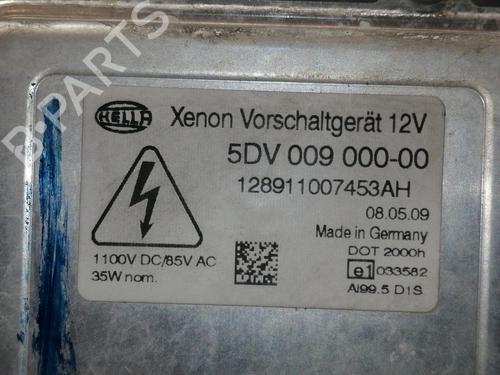 B-PARTS
HELLA
Xenon Vorschaltgerät 12V
5DV 009 000-00
128911007453AH
08.05.09
Made in Germany
DOT 2000h
1100V DC/85V AC
35W nom.
e1 033582
Al99.5 D1S